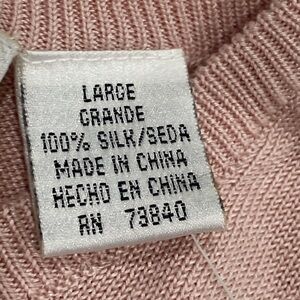 LARGE
GRANDE
100% SILK/SEDA
MADE IN CHINA
HECHO EN CHINA
RN 73840